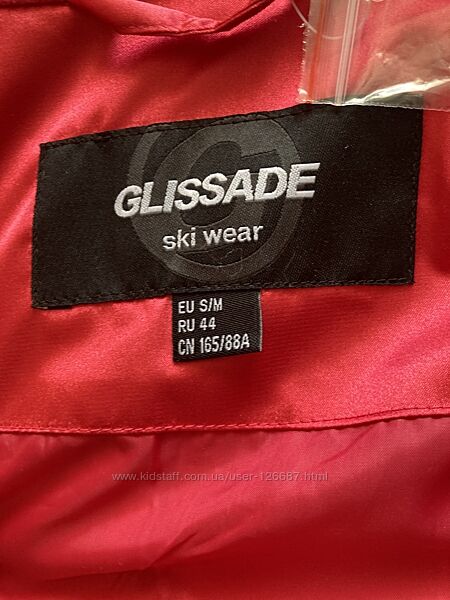 GLISSADE
ski wear
EU S/M
RU 44
CN 165/88A
www.kidstaff.com.ua/user-126687.html